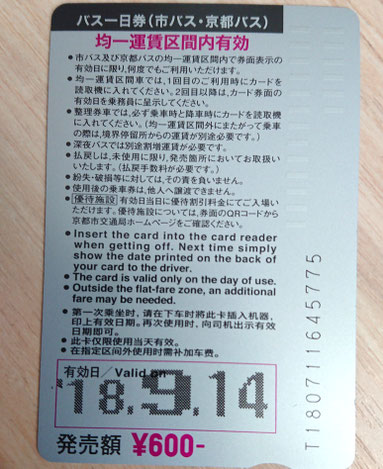 バス一日券(市バス・京都バス)
均一運賃区間内有効
●市バス及び京都バスの均一運賃区間内で券面表示の
有効日に限り、何度でもご利用いただけます。
●均一運賃区間車では、1回目のご利用時にカードを
読取機に入れてください。2回目以降は、カード券面の
有効日を乗務員に呈示してください。
●整理券車では、必ず乗車時と降車時にカードを読取機
に入れてください。(均一運賃区間外にまたがって乗車
の際は、境界停留所からの運賃が別途必要です。)
●深夜バスでは別途割増運賃が必要です。
●払戻しは、未使用に限り、発売箇所においてお取扱い
いたします。(払戻手数料が必要です。)
●紛失・破損等に対しては、その責を負いません。
●使用後の乗車券は、他人へ譲渡できません。
●優待施設 有効日当日に優待割引料金にてご入場い
ただけます。優待施設については、券面のQRコードから
京都市交通局ホームページをご確認ください。
●Insert the card into the card reader
when getting off. Next time simply
show the date printed on the back of
your card to the driver.
●The card is valid only on the day of use.
●Outside the flat-fare zone, an additional
fare may be needed.
●第一次乘坐时,请在下车时将此卡插入机器,
印上有效日期。再次使用时,向司机出示有效
日期即可。
●此卡仅限使用当天有效。
●在指定区间外使用时需补加车费。
有効日/Valid on
'18.9.14
発売額 ¥600-
T180711645775